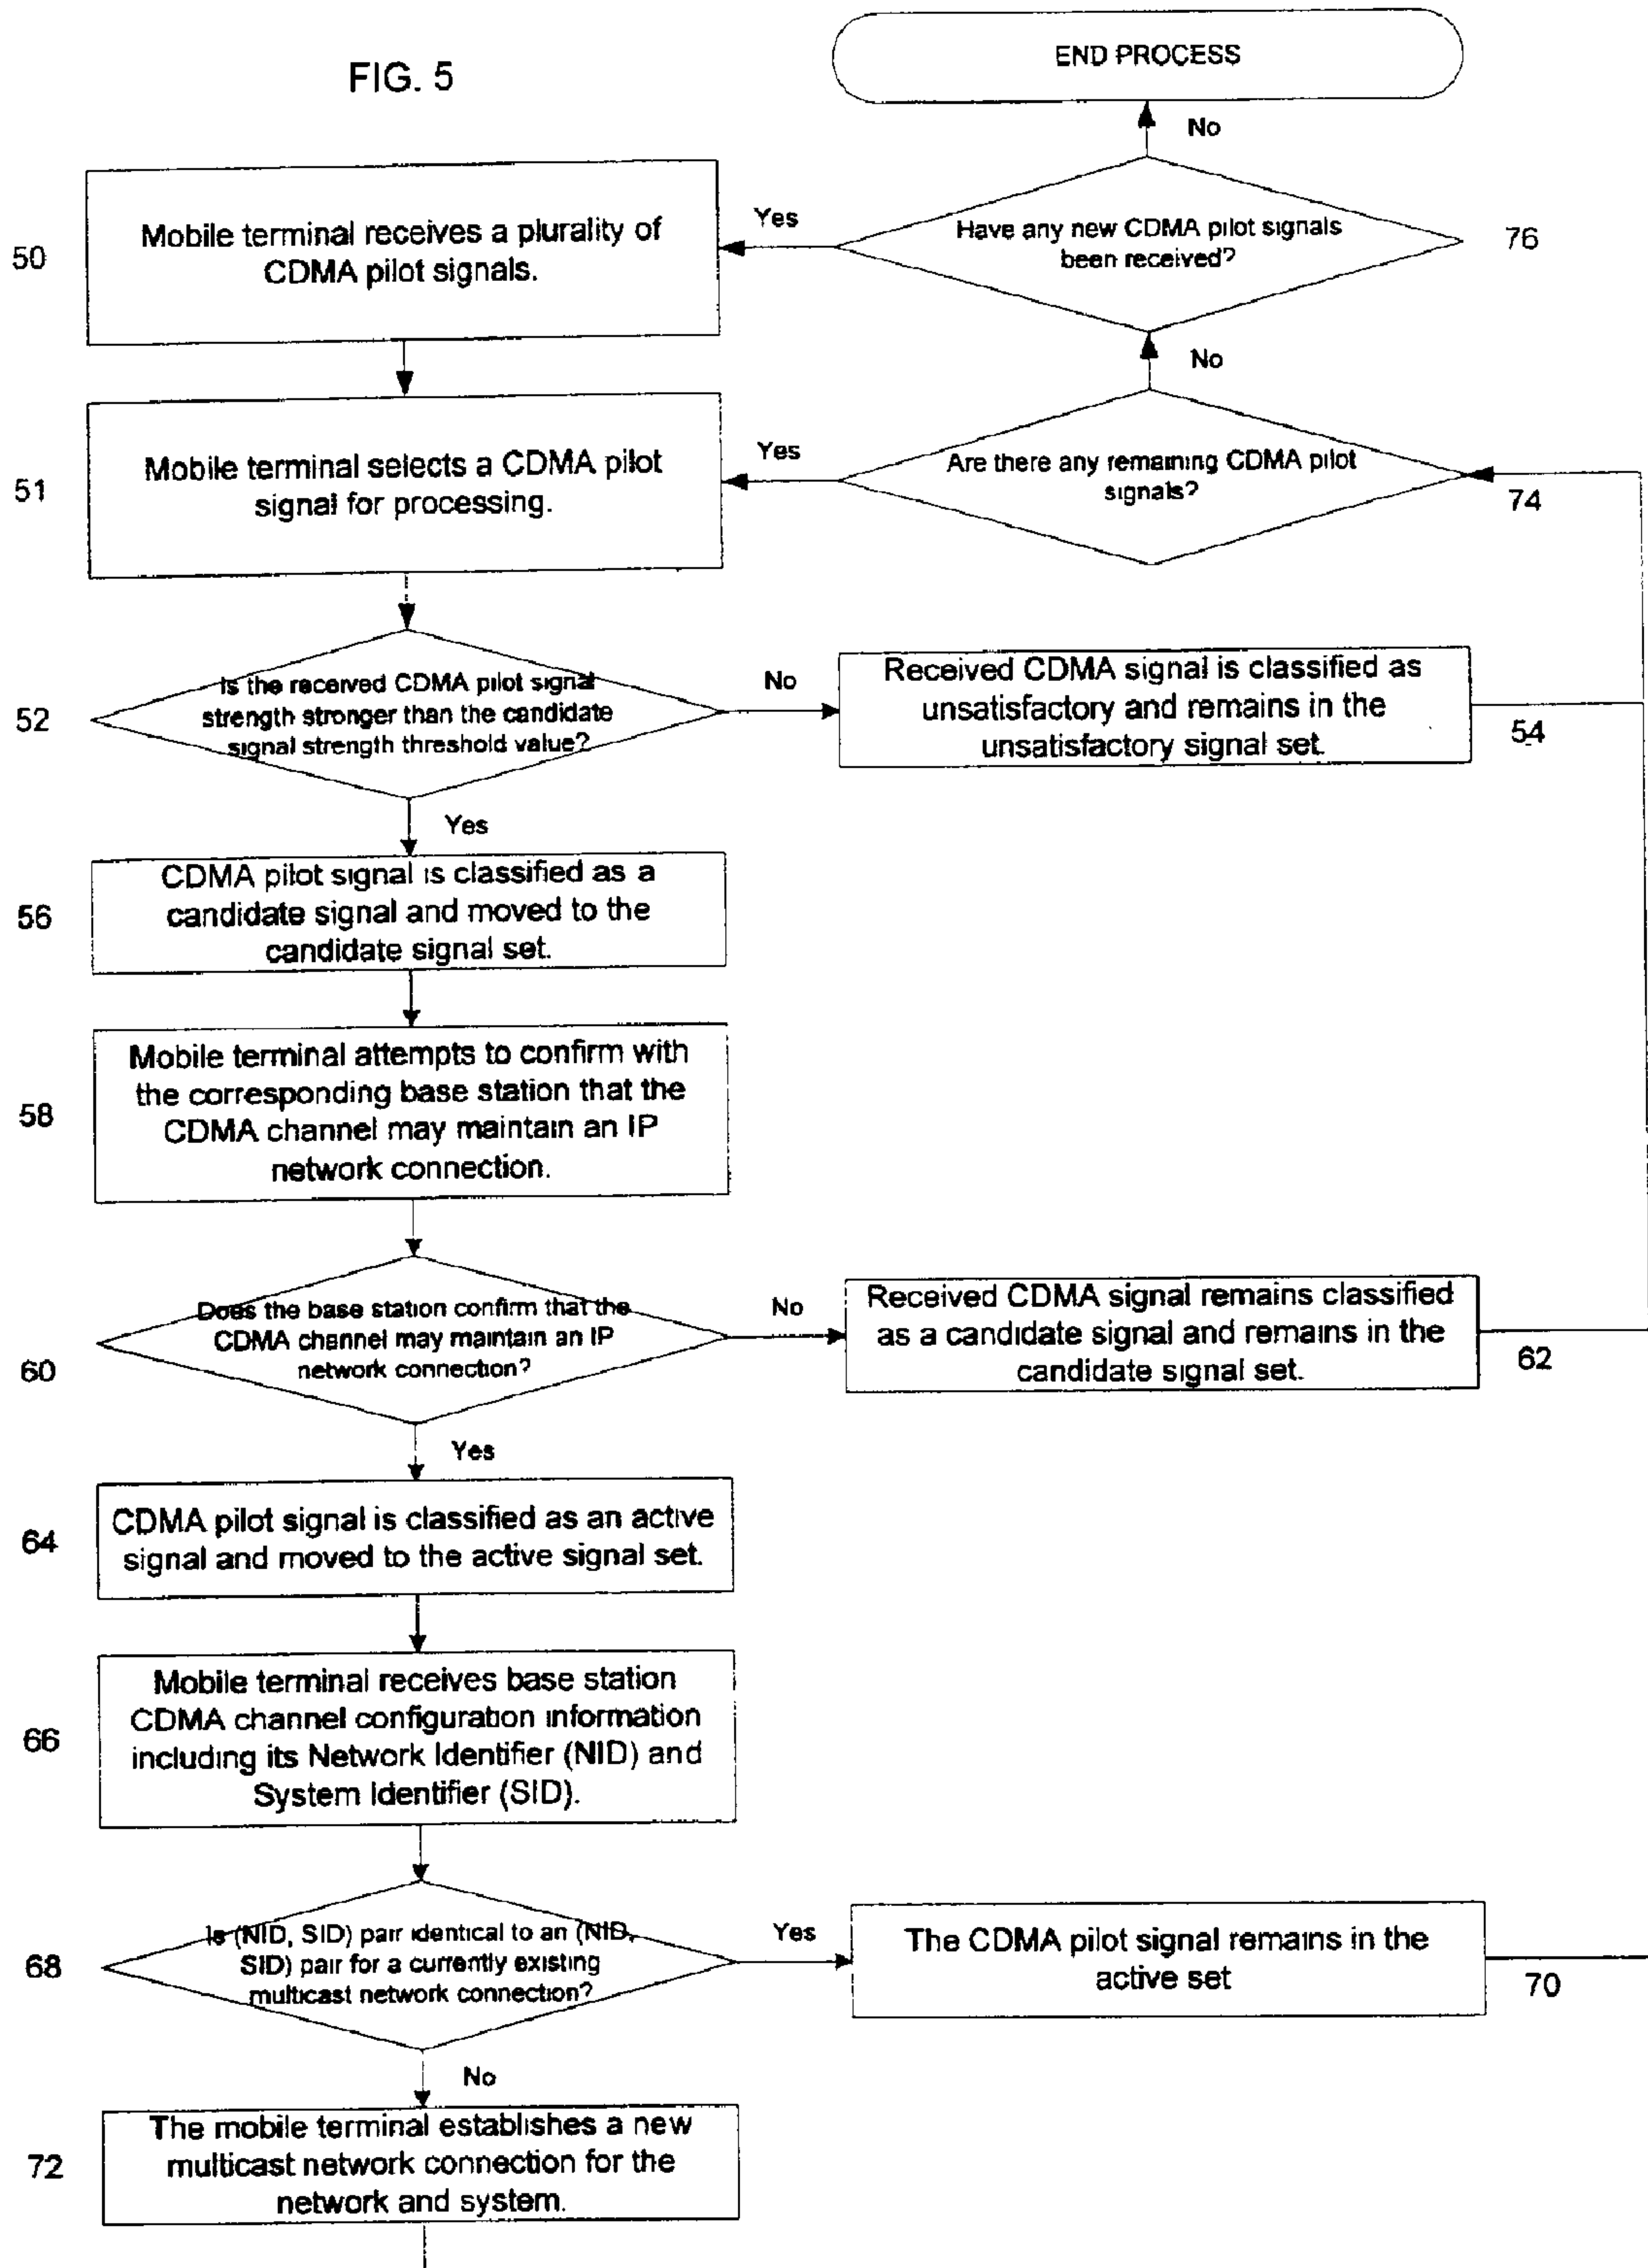 FIG. 5
END PROCESS
No
50
Mobile terminal receives a plurality of
CDMA pilot signals.
Yes
Have any new CDMA pilot signals
been received?
76
No
51
Mobile terminal selects a CDMA pilot
signal for processing.
Yes
Are there any remaining CDMA pilot
signals?
74
52
Is the received CDMA pilot signal
strength stronger than the candidate
signal strength threshold value?
No
Received CDMA signal is classified as
unsatisfactory and remains in the
unsatisfactory signal set.
54
Yes
56
CDMA pilot signal is classified as a
candidate signal and moved to the
candidate signal set.
58
Mobile terminal attempts to confirm with
the corresponding base station that the
CDMA channel may maintain an IP
network connection.
60
Does the base station confirm that the
CDMA channel may maintain an IP
network connection?
No
Received CDMA signal remains classified
as a candidate signal and remains in the
candidate signal set.
62
Yes
64
CDMA pilot signal is classified as an active
signal and moved to the active signal set.
66
Mobile terminal receives base station
CDMA channel configuration information
including its Network Identifier (NID) and
System Identifier (SID).
68
Is (NID, SID) pair identical to an (NID,
SID) pair for a currently existing
multicast network connection?
Yes
The CDMA pilot signal remains in the
active set
70
No
72
The mobile terminal establishes a new
multicast network connection for the
network and system.